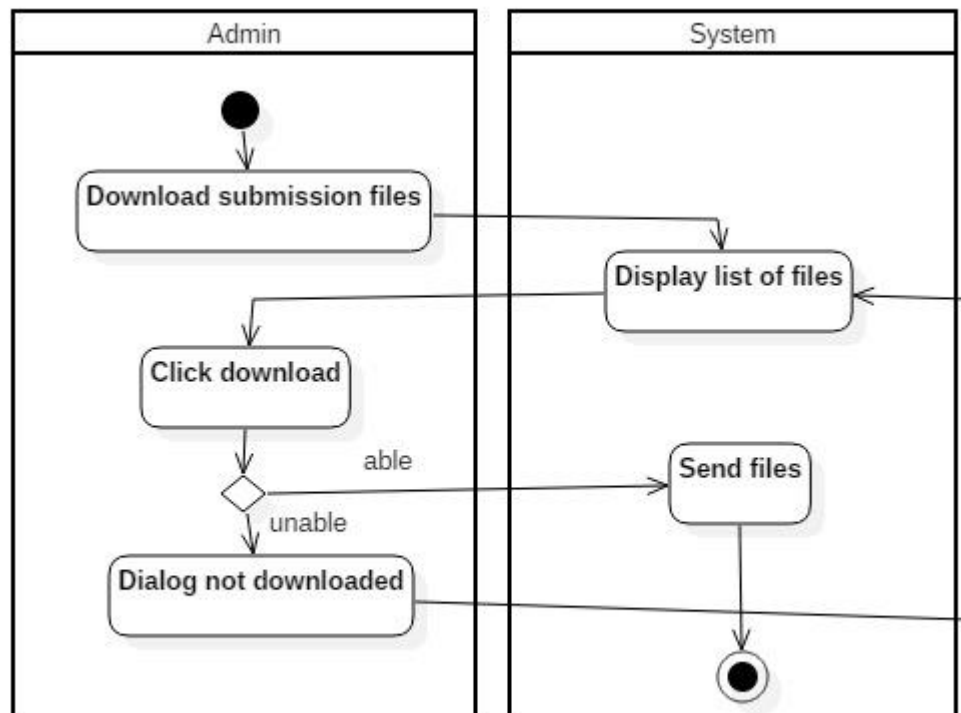 Admin
System
Download submission files
Display list of files
Click download
able
Send files
unable
Dialog not downloaded